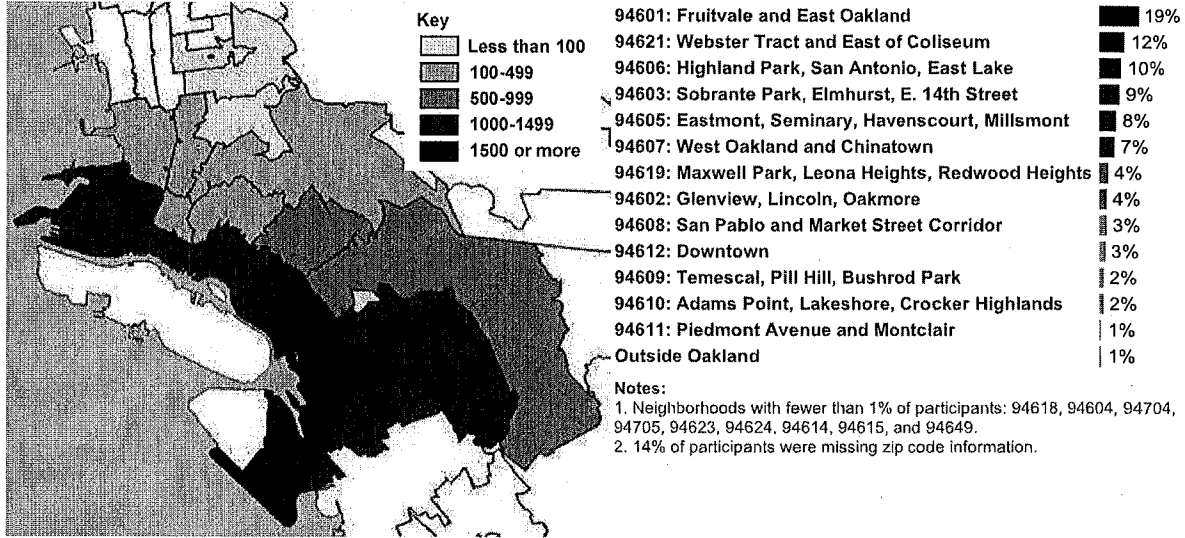 Key
Less than 100
100-499
500-999
1000-1499
1500 or more
94601: Fruitvale and East Oakland 19%
94621: Webster Tract and East of Coliseum 12%
94606: Highland Park, San Antonio, East Lake 10%
94603: Sobrante Park, Elmhurst, E. 14th Street 9%
94605: Eastmont, Seminary, Havenscourt, Millsmont 8%
94607: West Oakland and Chinatown 7%
94619: Maxwell Park, Leona Heights, Redwood Heights 4%
94602: Glenview, Lincoln, Oakmore 4%
94608: San Pablo and Market Street Corridor 3%
94612: Downtown 3%
94609: Temescal, Pill Hill, Bushrod Park 2%
94610: Adams Point, Lakeshore, Crocker Highlands 2%
94611: Piedmont Avenue and Montclair 1%
Outside Oakland 1%
Notes:
1. Neighborhoods with fewer than 1% of participants: 94618, 94604, 94704,
94705, 94623, 94624, 94614, 94615, and 94649.
2. 14% of participants were missing zip code information.